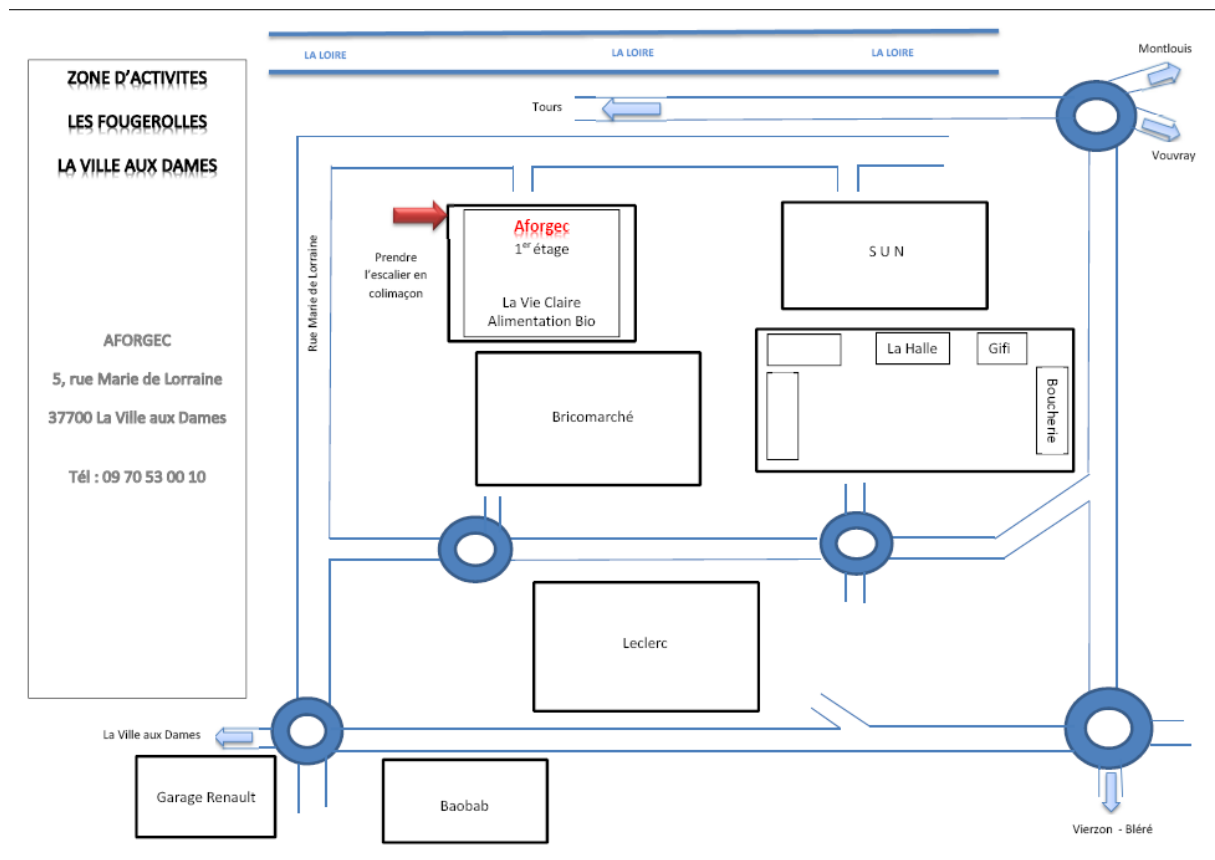 LA LOIRE
LA LOIRE
LA LOIRE
Montlouis
ZONE D'ACTIVITES
LES FOUGEROLLES
LA VILLE AUX DAMES
Tours
Vouvray
Rue Marie de Lorraine
Prendre
l'escalier en
colimaçon
Aforgec
1er étage
La Vie Claire
Alimentation Bio
S U N
La Halle
Gifi
Boucherie
AFORGEC
5, rue Marie de Lorraine
37700 La Ville aux Dames
Tél : 09 70 53 00 10
Bricomarché
Leclerc
La Ville aux Dames
Garage Renault
Baobab
Vierzon - Bléré